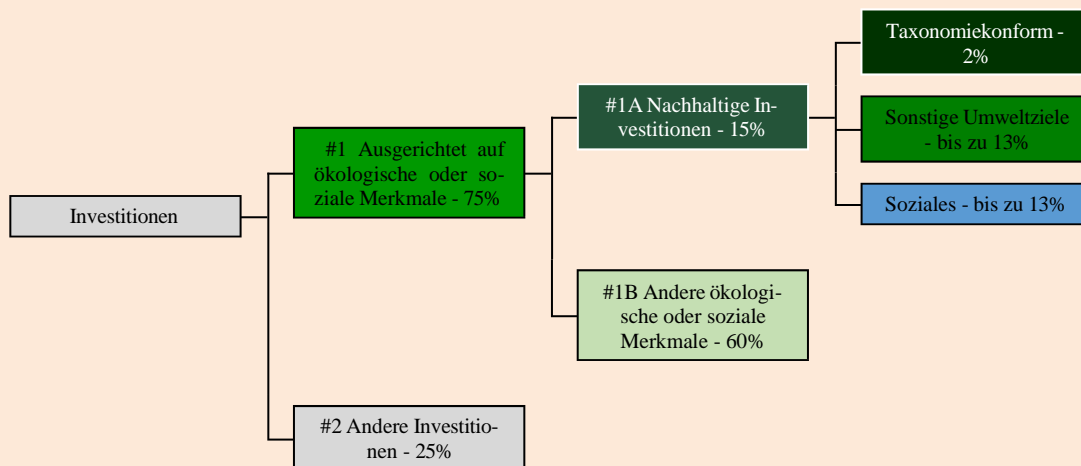 Investitionen
#1 Ausgerichtet auf
ökologische oder so-
ziale Merkmale - 75%
#2 Andere Investitio-
nen - 25%
#1A Nachhaltige In-
vestitionen - 15%
#1B Andere ökologi-
sche oder soziale
Merkmale - 60%
Taxonomiekonform -
2%
Sonstige Umweltziele
- bis zu 13%
Soziales - bis zu 13%